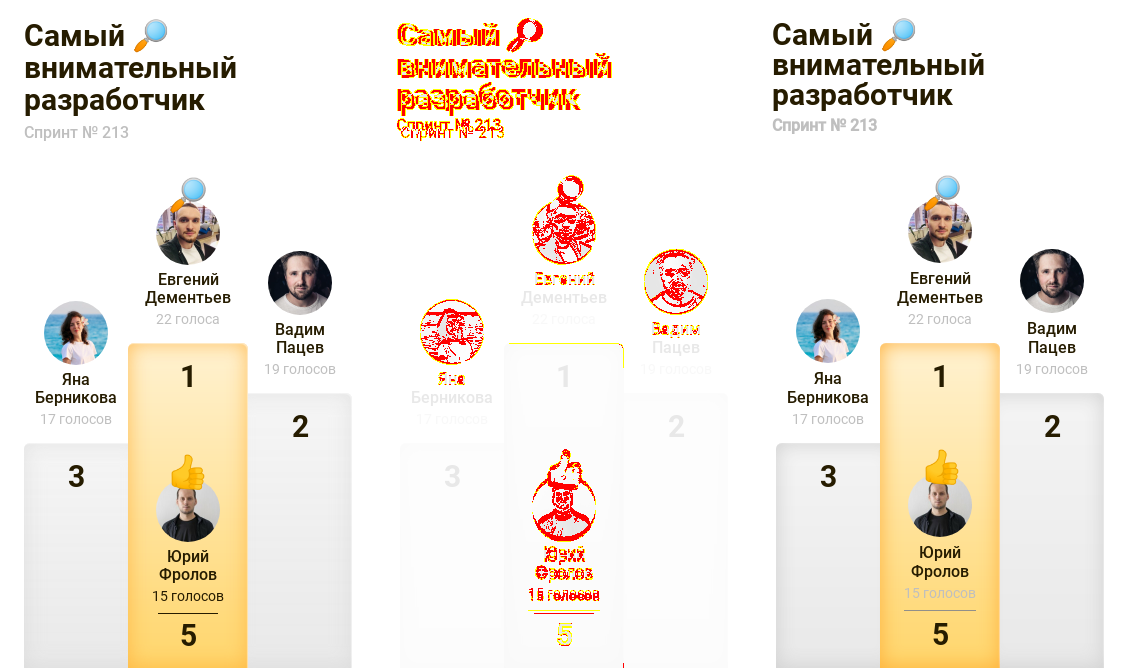 Самый
внимательный
разработчик
Спринт № 213
Евгений
Дементьев
22 голоса
Вадим
Пацев
19 голосов
Яна
Берникова
17 голосов
1
2
3
Юрий
Фролов
15 голосов
5
Самый
внимательный
разработчик
Спринт № 213
Спринт № 213
Евгений
Дементьев
22 голоса
Вадим
Пацев
19 голосов
Яна
Берникова
17 голосов
1
2
3
Юрий
Фролов
15 голосов
5
Самый
внимательный
разработчик
Спринт № 213
Евгений
Дементьев
22 голоса
Вадим
Пацев
19 голосов
Яна
Берникова
17 голосов
1
2
3
Юрий
Фролов
15 голосов
5